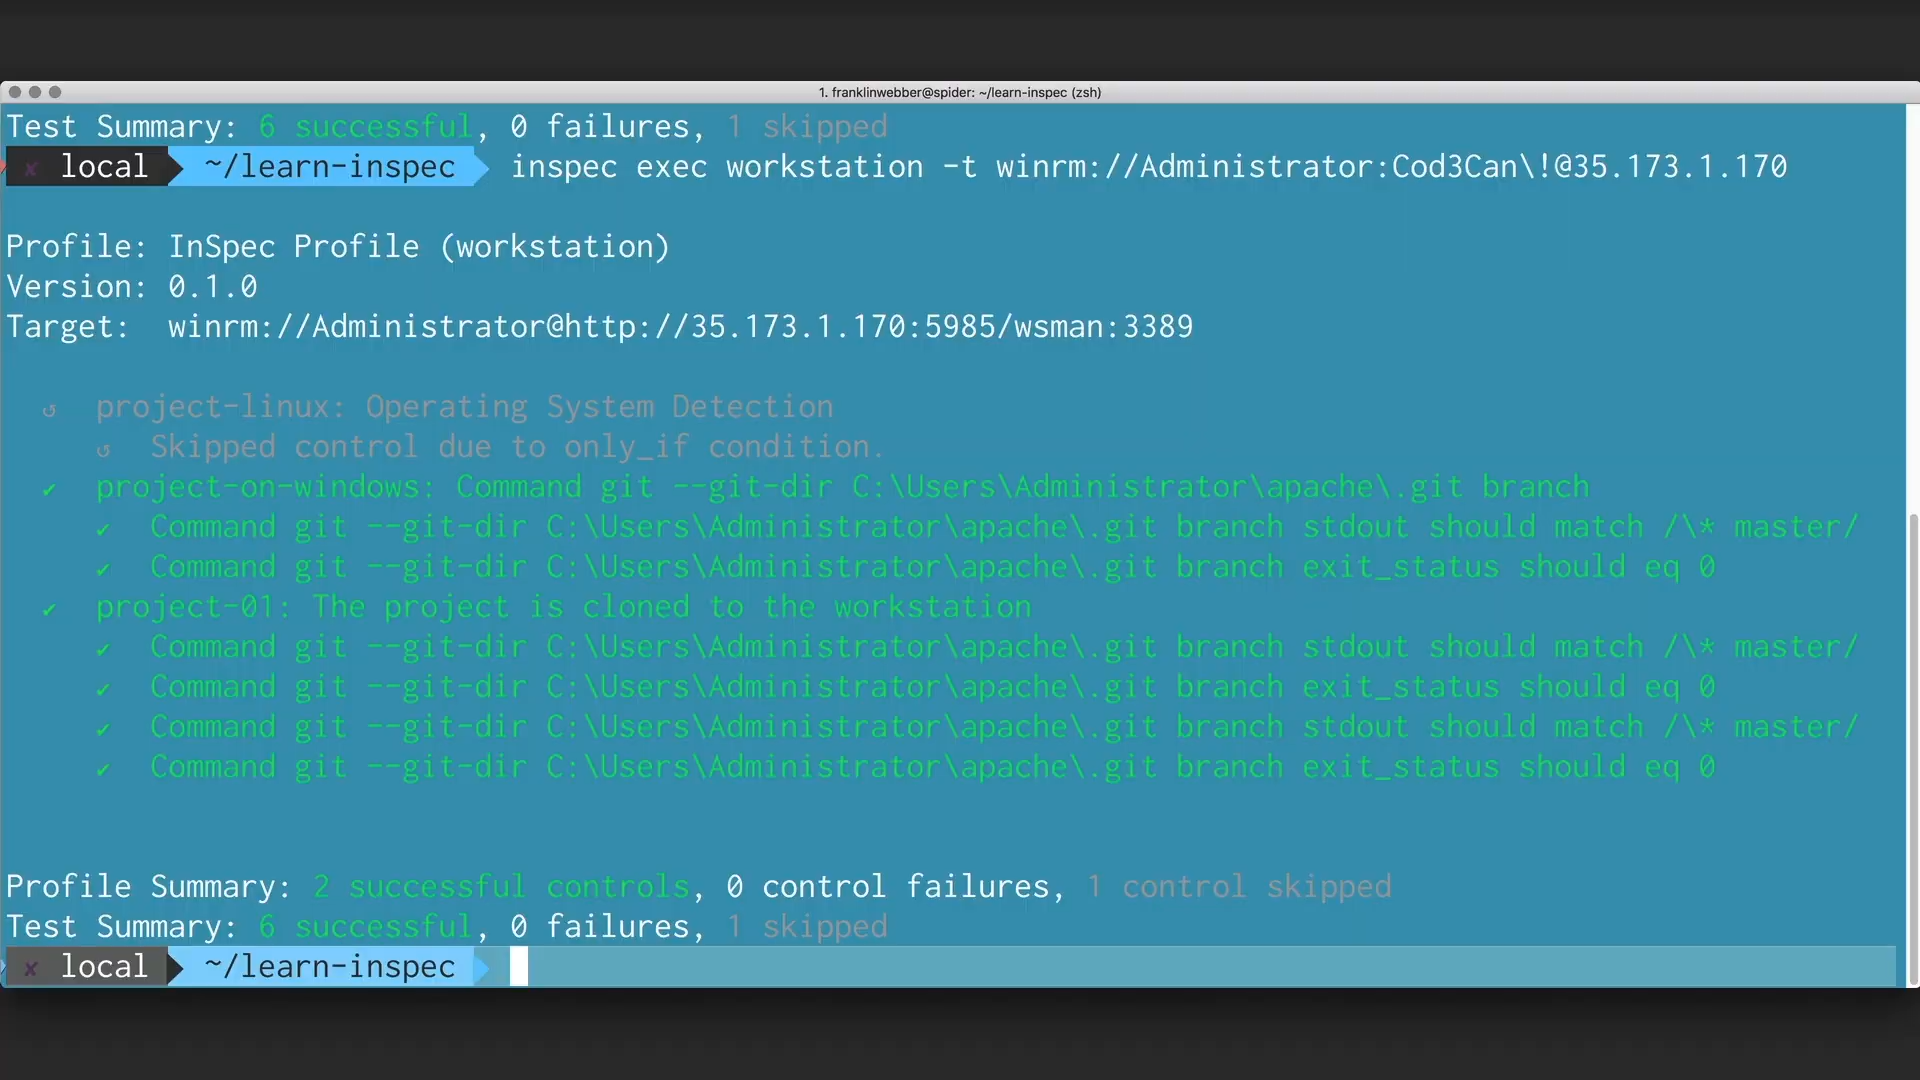 1. franklinwebber@spider: ~/learn-inspec (zsh)
Test Summary: 6 successful, 0 failures, 1 skipped
✘ local ~/learn-inspec inspec exec workstation -t winrm://Administrator:Cod3Can\!@35.173.1.170
Profile: InSpec Profile (workstation)
Version: 0.1.0
Target:  winrm://Administrator@http://35.173.1.170:5985/wsman:3389
↺  project-linux: Operating System Detection
↺  Skipped control due to only_if condition.
✔  project-on-windows: Command git --git-dir C:\Users\Administrator\apache\.git branch
✔  Command git --git-dir C:\Users\Administrator\apache\.git branch stdout should match /\* master/
✔  Command git --git-dir C:\Users\Administrator\apache\.git branch exit_status should eq 0
✔  project-01: The project is cloned to the workstation
✔  Command git --git-dir C:\Users\Administrator\apache\.git branch stdout should match /\* master/
✔  Command git --git-dir C:\Users\Administrator\apache\.git branch exit_status should eq 0
✔  Command git --git-dir C:\Users\Administrator\apache\.git branch stdout should match /\* master/
✔  Command git --git-dir C:\Users\Administrator\apache\.git branch exit_status should eq 0
Profile Summary: 2 successful controls, 0 control failures, 1 control skipped
Test Summary: 6 successful, 0 failures, 1 skipped
✘ local ~/learn-inspec